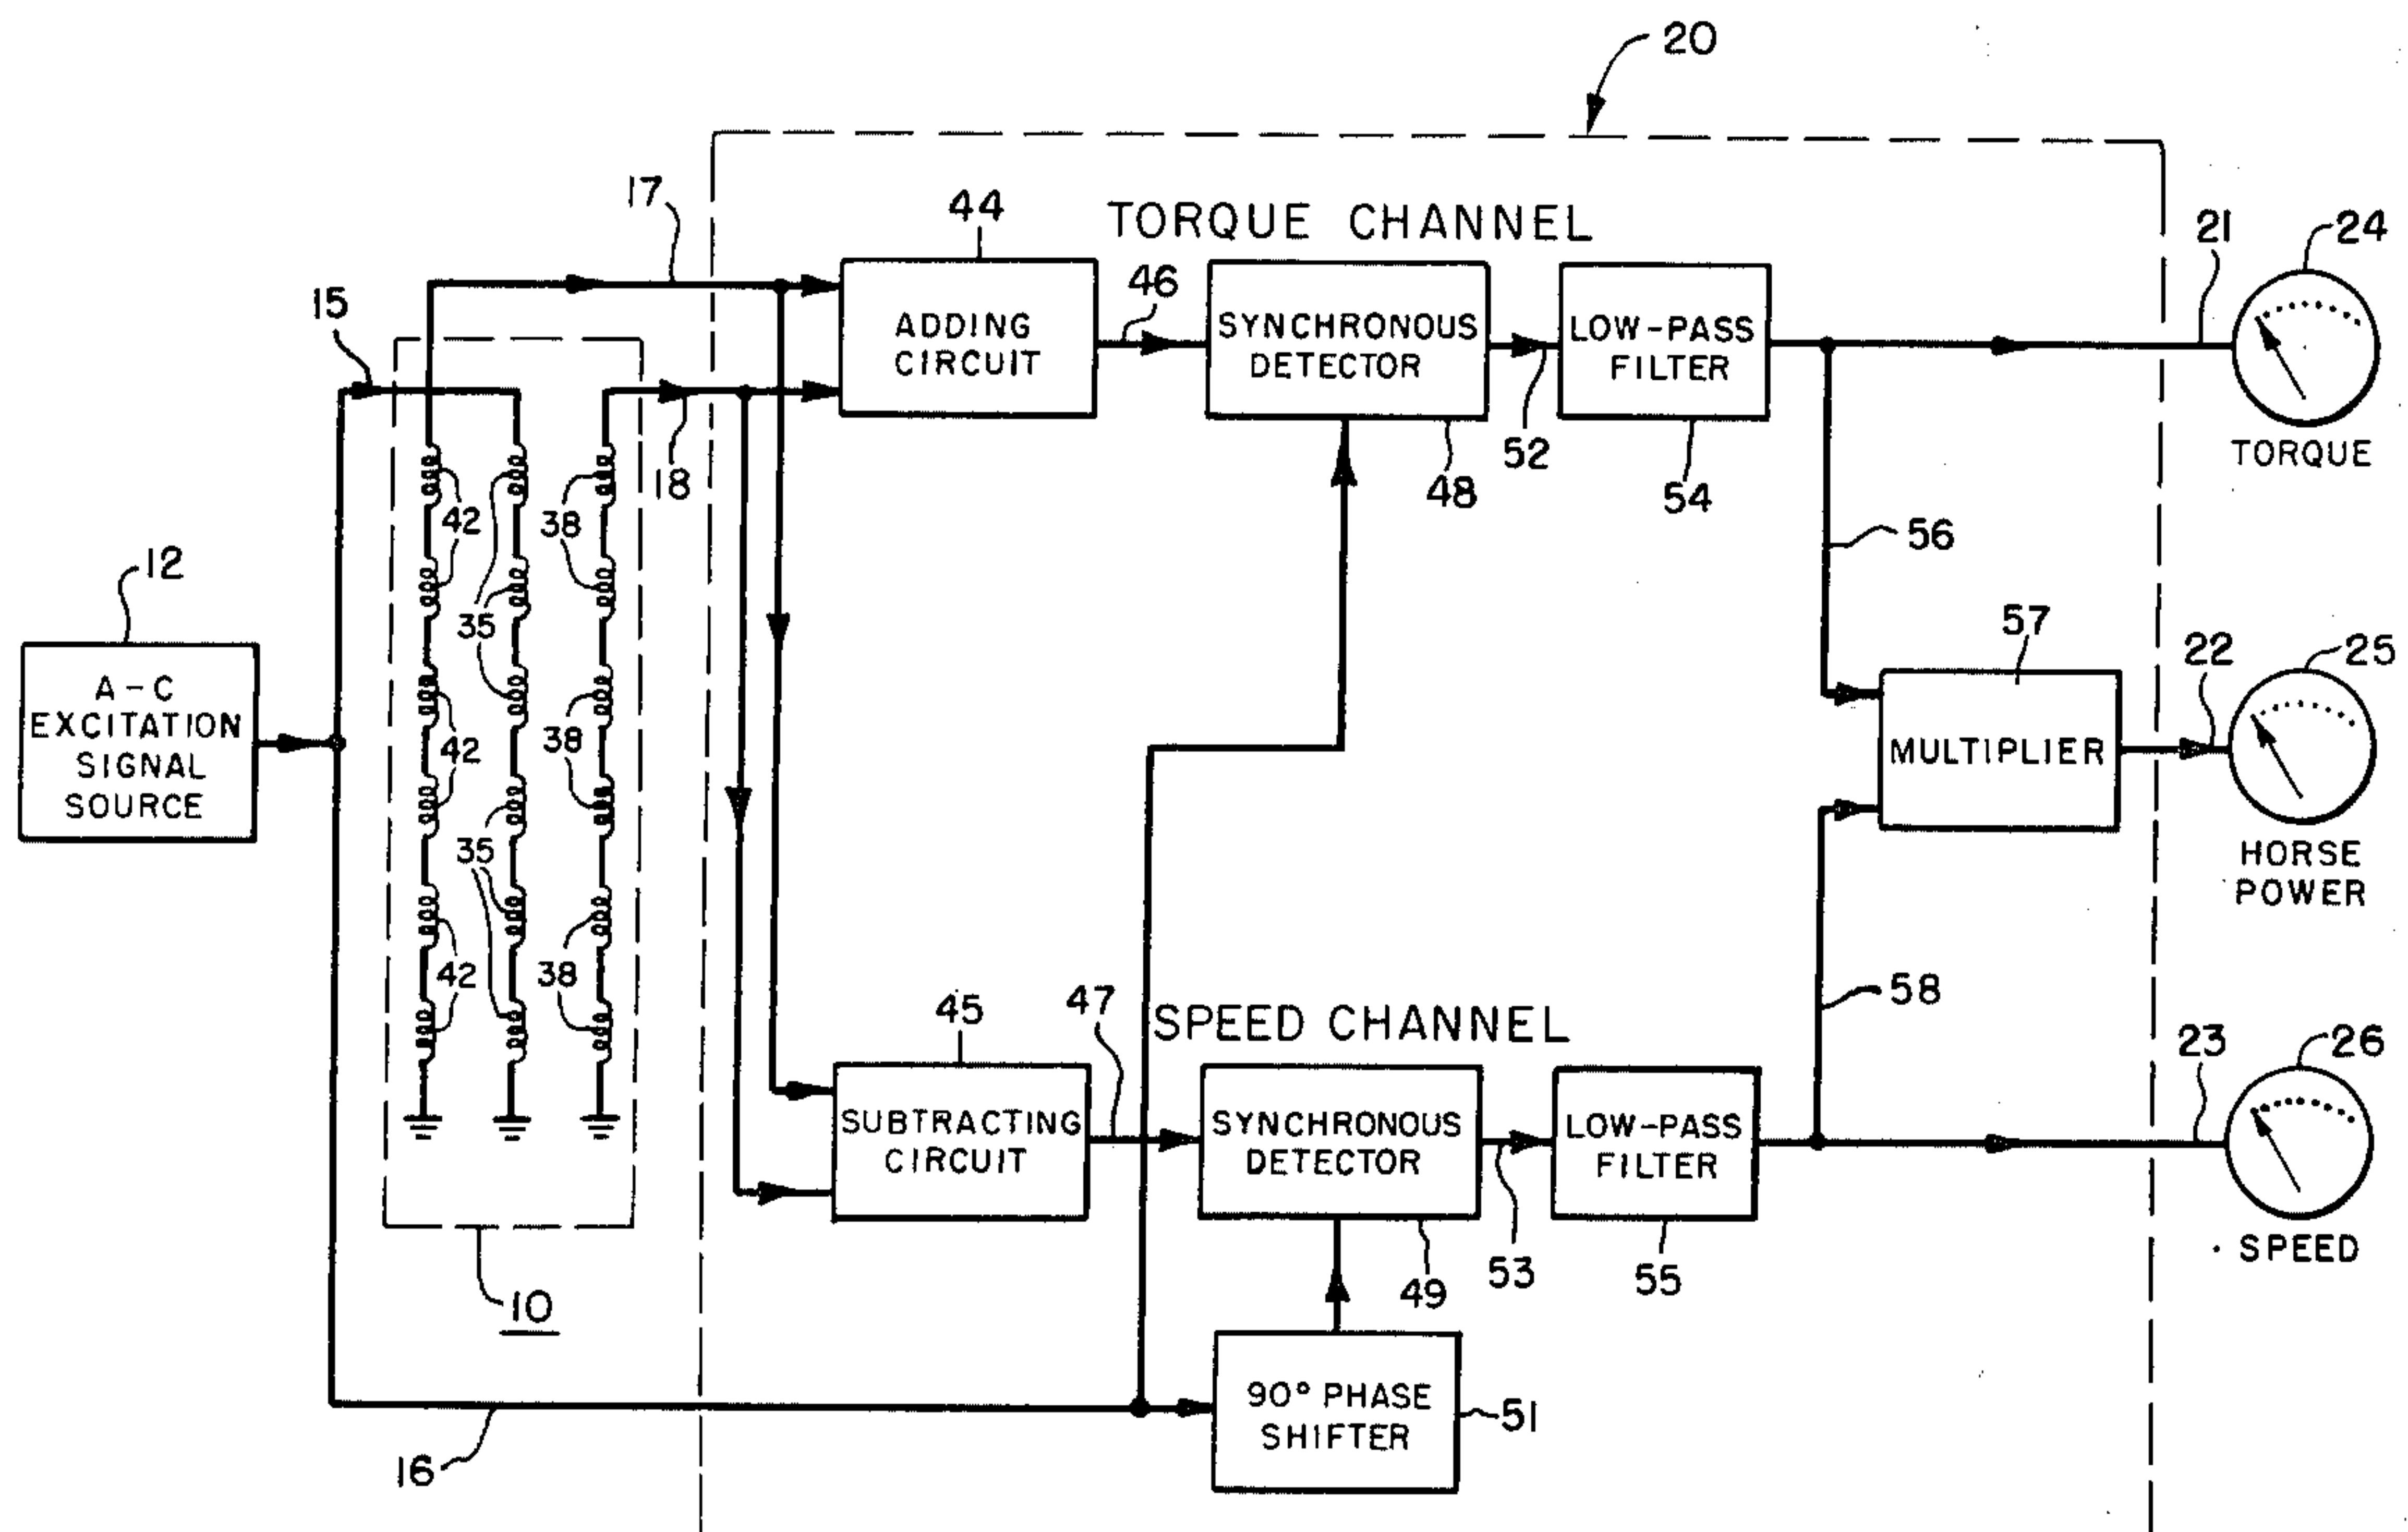 20
17
44
TORQUE CHANNEL
21
24
15
46
ADDING
CIRCUIT
SYNCHRONOUS
DETECTOR
LOW-PASS
FILTER
52
48
54
18
TORQUE
42
38
35
56
12
A-C
EXCITATION
SIGNAL
SOURCE
42
38
57
22
25
MULTIPLIER
HORSE
POWER
35
42
38
45
47
SPEED CHANNEL
58
23
26
SUBTRACTING
CIRCUIT
SYNCHRONOUS
DETECTOR
LOW-PASS
FILTER
SPEED
49
53
55
10
90° PHASE
SHIFTER
51
16